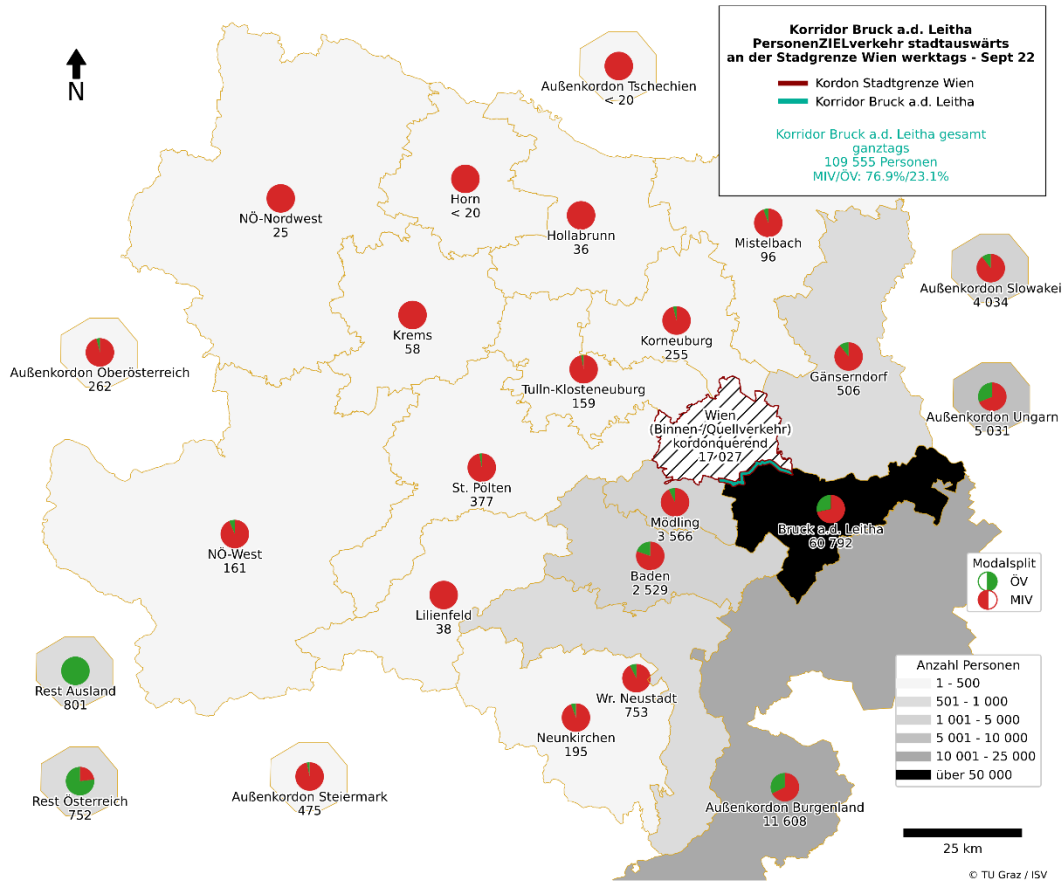 Korridor Bruck a.d. Leitha
PersonenZIELverkehr stadtauswärts
an der Stadgrenze Wien werktags - Sept 22
Kordon Stadtgrenze Wien
Korridor Bruck a.d. Leitha
Korridor Bruck a.d. Leitha gesamt
ganztags
109 555 Personen
MIV/ÖV: 76.9%/23.1%
N
Außenkordon Tschechien
< 20
Horn
< 20
NÖ-Nordwest
25
Hollabrunn
36
Mistelbach
96
Außenkordon Slowakei
4 034
Krems
58
Korneuburg
255
Außenkordon Oberösterreich
262
Tulln-Klosteneuburg
159
Gänserndorf
506
Außenkordon Ungarn
5 031
Wien
(Binnen-/Quellverkehr)
kordonquerend
17 027
St. Pölten
377
Mödling
3 566
Bruck a.d. Leitha
60 792
NÖ-West
161
Baden
2 529
Modalsplit
ÖV
MIV
Lilienfeld
38
Rest Ausland
801
Wr. Neustadt
753
Neunkirchen
195
Anzahl Personen
1 - 500
501 - 1 000
1 001 - 5 000
5 001 - 10 000
10 001 - 25 000
über 50 000
Rest Österreich
752
Außenkordon Steiermark
475
Außenkordon Burgenland
11 608
25 km
© TU Graz / ISV